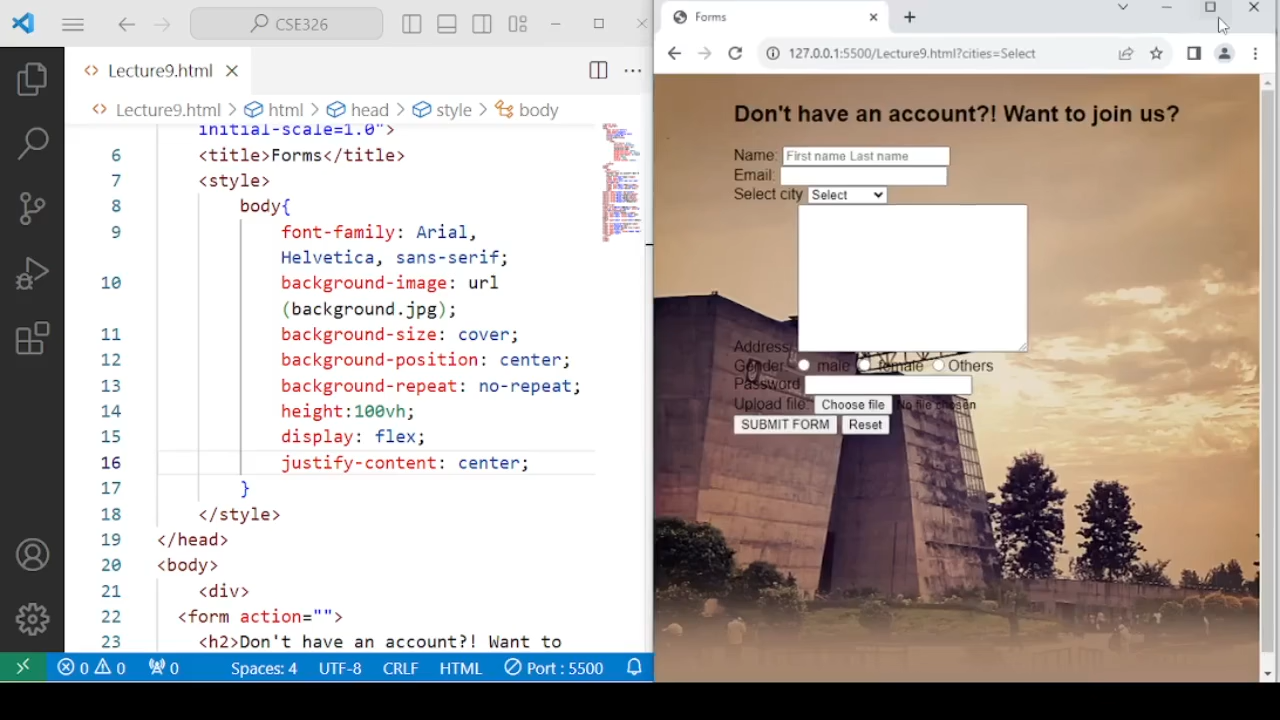 CSE326
Lecture9.html
Lecture9.html > html > head > style > body
initial-scale=1.0">
6 <title>Forms</title>
7 <style>
8 body{
9 font-family: Arial,
Helvetica, sans-serif;
10 background-image: url
(background.jpg);
11 background-size: cover;
12 background-position: center;
13 background-repeat: no-repeat;
14 height:100vh;
15 display: flex;
16 justify-content: center;
17 }
18 </style>
19 </head>
20 <body>
21 <div>
22 <form action="">
23 <h2>Don't have an account?! Want to
0 0 0 Spaces: 4 UTF-8 CRLF HTML Port : 5500
Forms
127.0.0.1:5500/Lecture9.html?cities=Select
Don't have an account?! Want to join us?
Name: First name Last name
Email:
Select city Select
Address:
Gender male female Others
Password
Upload file: Choose file No file chosen
SUBMIT FORM Reset